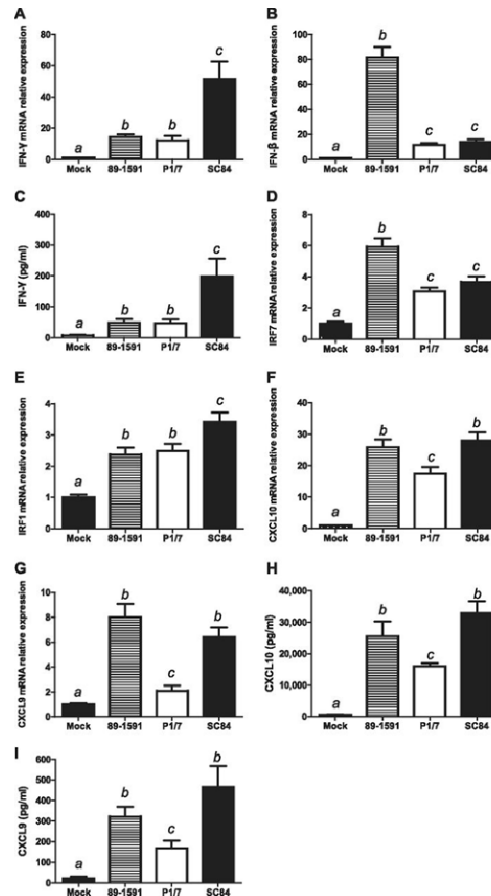 A
IFN-γ mRNA relative expression
80
60
40
20
0
a
b
b
c
Mock
89-1591
P1/7
SC84
B
IFN-β mRNA relative expression
100
80
60
40
20
0
a
b
c
c
Mock
89-1591
P1/7
SC84
C
IFN-γ (pg/ml)
400
300
200
100
0
a
b
b
c
Mock
89-1591
P1/7
SC84
D
IRF7 mRNA relative expression
8
6
4
2
0
a
b
c
c
Mock
89-1591
P1/7
SC84
E
IRF1 mRNA relative expression
4
3
2
1
0
a
b
b
c
Mock
89-1591
P1/7
SC84
F
CXCL10 mRNA relative expression
40
30
20
10
0
a
b
c
b
Mock
89-1591
P1/7
SC84
G
CXCL9 mRNA relative expression
10
8
6
4
2
0
a
b
c
b
Mock
89-1591
P1/7
SC84
H
CXCL10 (pg/ml)
40,000
30,000
20,000
10,000
0
a
b
c
b
Mock
89-1591
P1/7
SC84
I
CXCL9 (pg/ml)
600
500
400
300
200
100
0
a
b
c
b
Mock
89-1591
P1/7
SC84